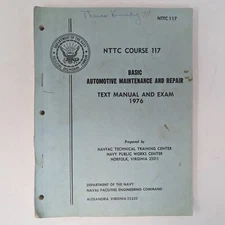 NTTC 117
NTTC COURSE 117
BASIC
AUTOMOTIVE MAINTENANCE AND REPAIR
TEXT MANUAL AND EXAM
1976
Prepared by
NAVFAC TECHNICAL TRAINING CENTER
NAVY PUBLIC WORKS CENTER
NORFOLK, VIRGINIA 23511
DEPARTMENT OF THE NAVY
NAVAL FACILITIES ENGINEERING COMMAND
ALEXANDRIA VIRGINIA 22332